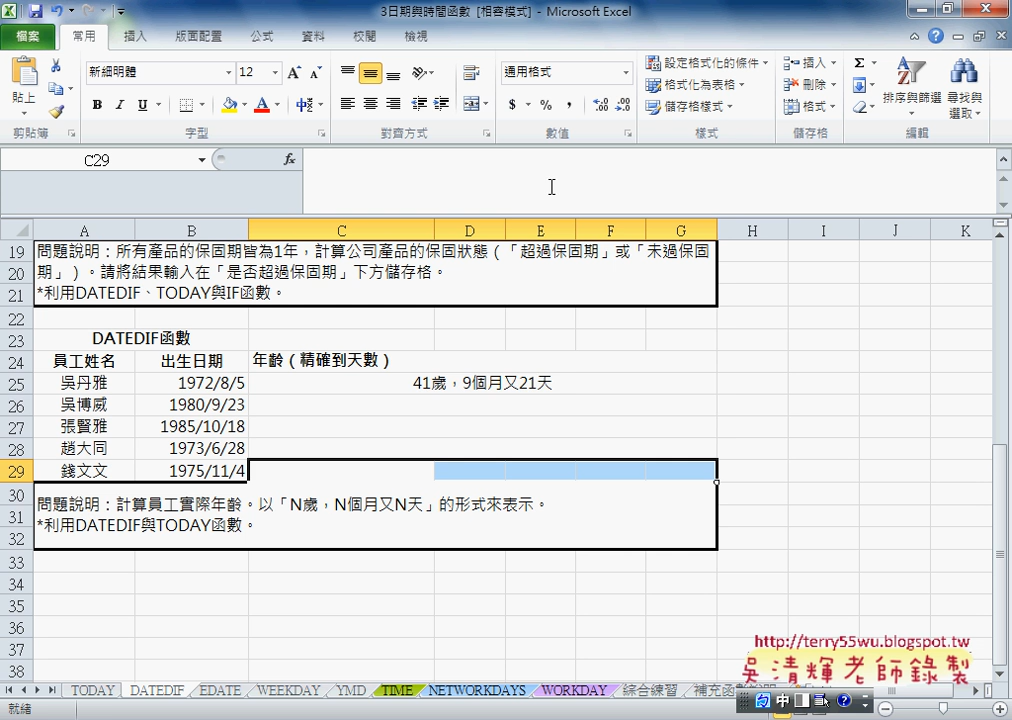 3日期與時間函數 [相容模式] - Microsoft Excel
檔案 常用 插入 版面配置 公式 資料 校閱 檢視
貼上
新細明體 12
B I U
中
通用格式
$ % ,
設定格式化的條件
格式化為表格
儲存格樣式
插入
刪除
格式
Σ
排序與篩選 尋找與選取
剪貼簿 字型 對齊方式 數值 樣式 儲存格 編輯
C29 fx
A B C D E F G H I J K
19 問題說明：所有產品的保固期皆為1年，計算公司產品的保固狀態（「超過保固期」或「未過保固
20 期」）。請將結果輸入在「是否超過保固期」下方儲存格。
21 *利用DATEDIF、TODAY與IF函數。
22
23 DATEDIF函數
24 員工姓名 出生日期 年齡（精確到天數）
25 吳丹雅 1972/8/5 41歲，9個月又21天
26 吳博威 1980/9/23
27 張賢雅 1985/10/18
28 趙大同 1973/6/28
29 錢文文 1975/11/4
30
31 問題說明：計算員工實際年齡。以「N歲，N個月又N天」的形式來表示。
32 *利用DATEDIF與TODAY函數。
33
34
35
36
37
38
http://terry55wu.blogspot.tw
吳清輝老師錄製
TODAY DATEDIF EDATE WEEKDAY YMD TIME NETWORKDAYS WORKDAY 綜合練習 補充函
就緒
中